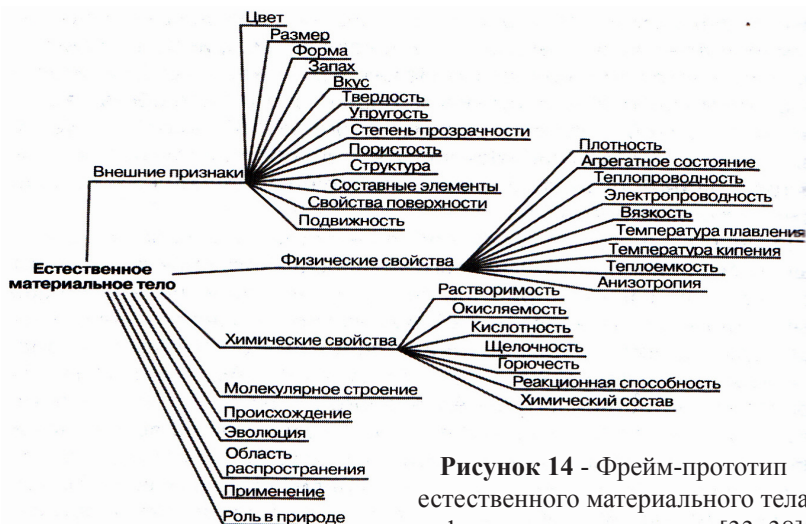 Цвет
Размер
Форма
Запах
Вкус
Твердость
Упругость
Степень прозрачности
Пористость
Структура
Составные элементы
Свойства поверхности
Подвижность
Внешние признаки
Плотность
Агрегатное состояние
Теплопроводность
Электропроводность
Вязкость
Температура плавления
Температура кипения
Теплоемкость
Анизотропия
Физические свойства
Естественное
материальное тело
Растворимость
Окисляемость
Кислотность
Щелочность
Горючесть
Реакционная способность
Химический состав
Химические свойства
Молекулярное строение
Происхождение
Эволюция
Область
распространения
Применение
Роль в природе
Рисунок 14 - Фрейм-прототип
естественного материального тела